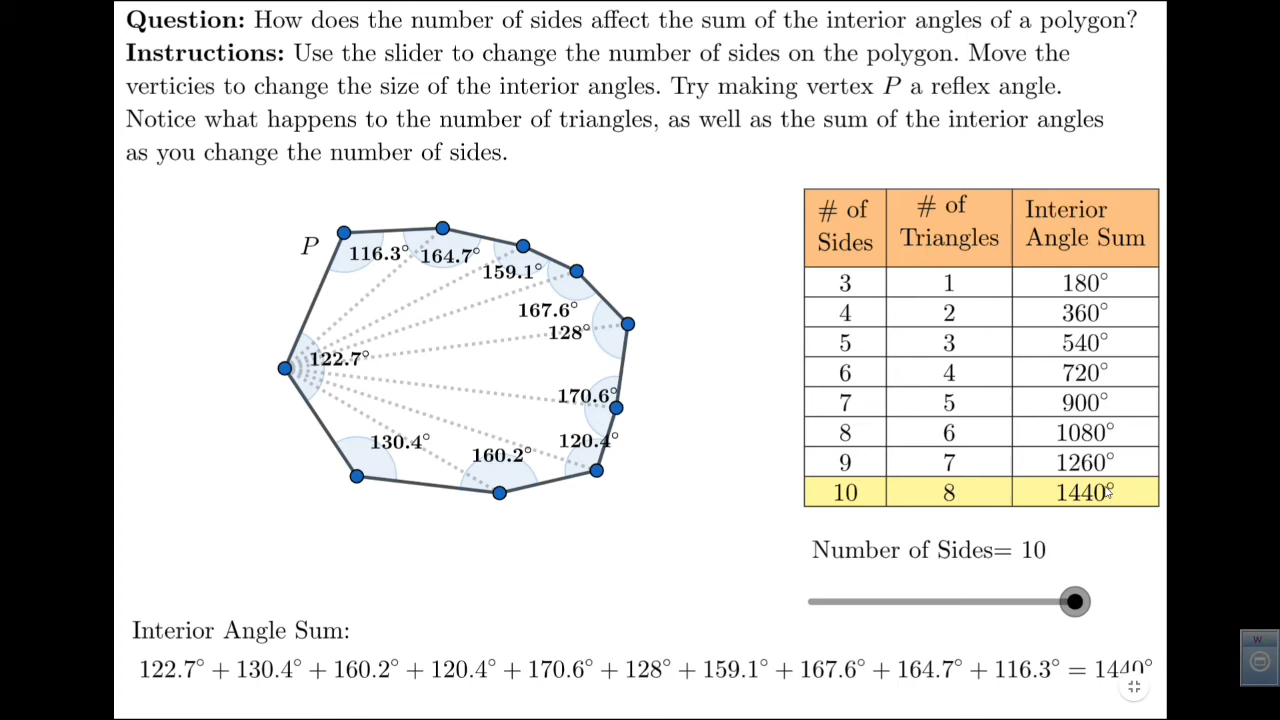 Question: How does the number of sides affect the sum of the interior angles of a polygon?
Instructions: Use the slider to change the number of sides on the polygon. Move the
verticies to change the size of the interior angles. Try making vertex P a reflex angle.
Notice what happens to the number of triangles, as well as the sum of the interior angles
as you change the number of sides.
P
116.3° 164.7°
159.1°
167.6°
128°
122.7°
170.6°
130.4°
160.2°
120.4°
# of Sides # of Triangles Interior Angle Sum
3 1 180°
4 2 360°
5 3 540°
6 4 720°
7 5 900°
8 6 1080°
9 7 1260°
10 8 1440°
Number of Sides= 10
Interior Angle Sum:
122.7° + 130.4° + 160.2° + 120.4° + 170.6° + 128° + 159.1° + 167.6° + 164.7° + 116.3° = 1440°
W